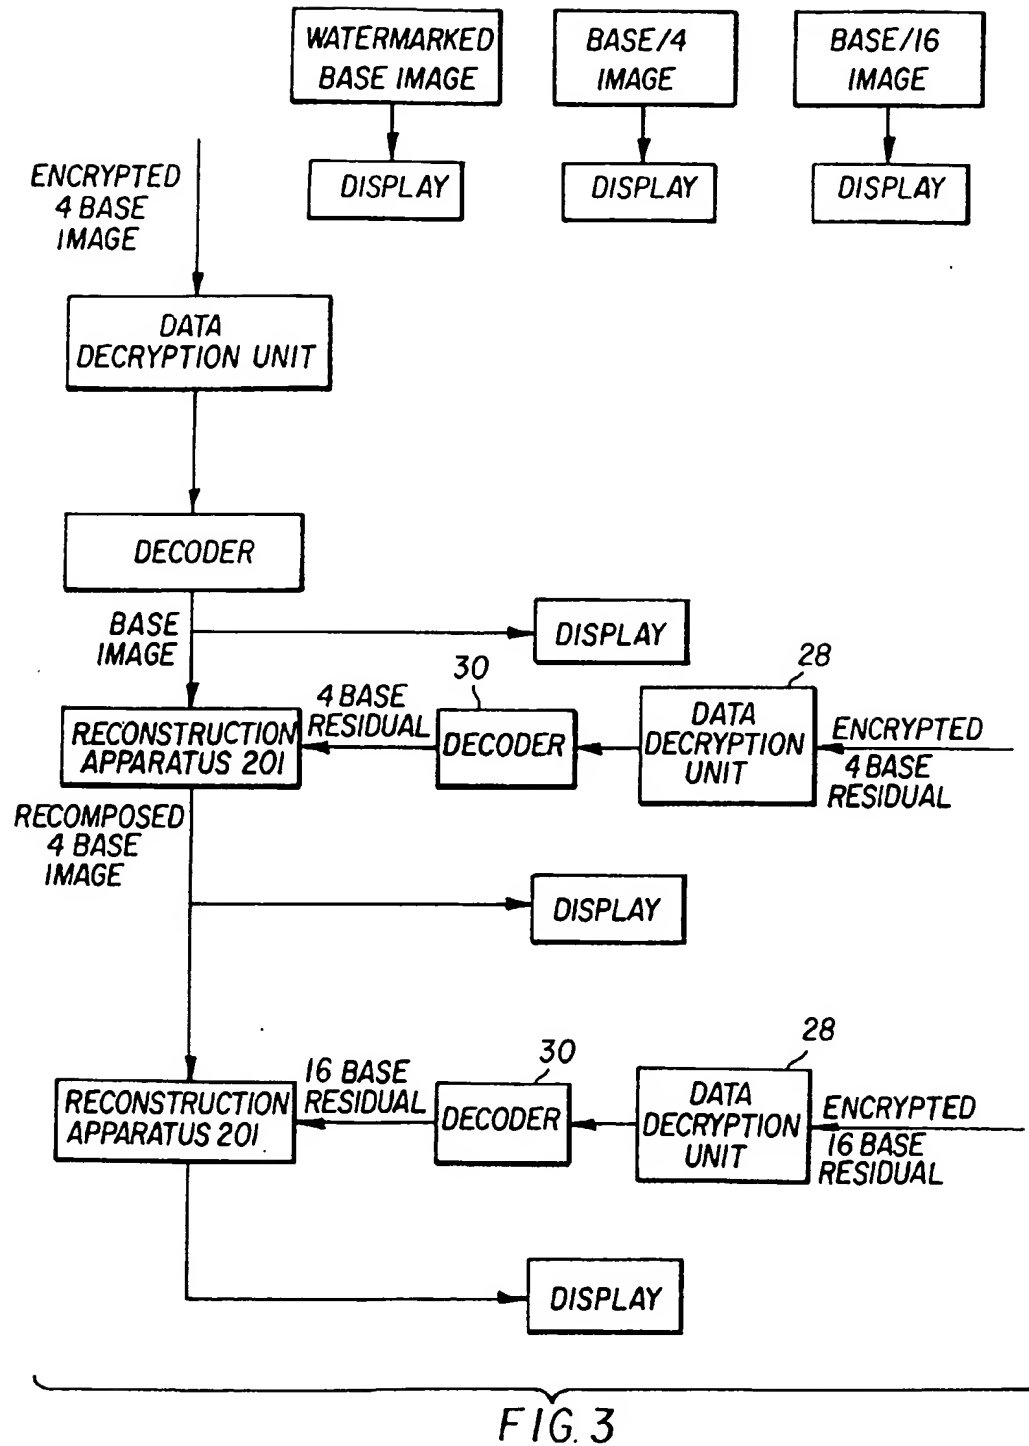 WATERMARKED
BASE IMAGE
BASE/4
IMAGE
BASE/16
IMAGE
DISPLAY
DISPLAY
DISPLAY
ENCRYPTED
4 BASE
IMAGE
DATA
DECRYPTION UNIT
DECODER
BASE
IMAGE
DISPLAY
RECONSTRUCTION
APPARATUS 201
4 BASE
RESIDUAL
30
DECODER
28
DATA
DECRYPTION
UNIT
ENCRYPTED
4 BASE
RESIDUAL
RECOMPOSED
4 BASE
IMAGE
DISPLAY
RECONSTRUCTION
APPARATUS 201
16 BASE
RESIDUAL
30
DECODER
28
DATA
DECRYPTION
UNIT
ENCRYPTED
16 BASE
RESIDUAL
DISPLAY
FIG. 3